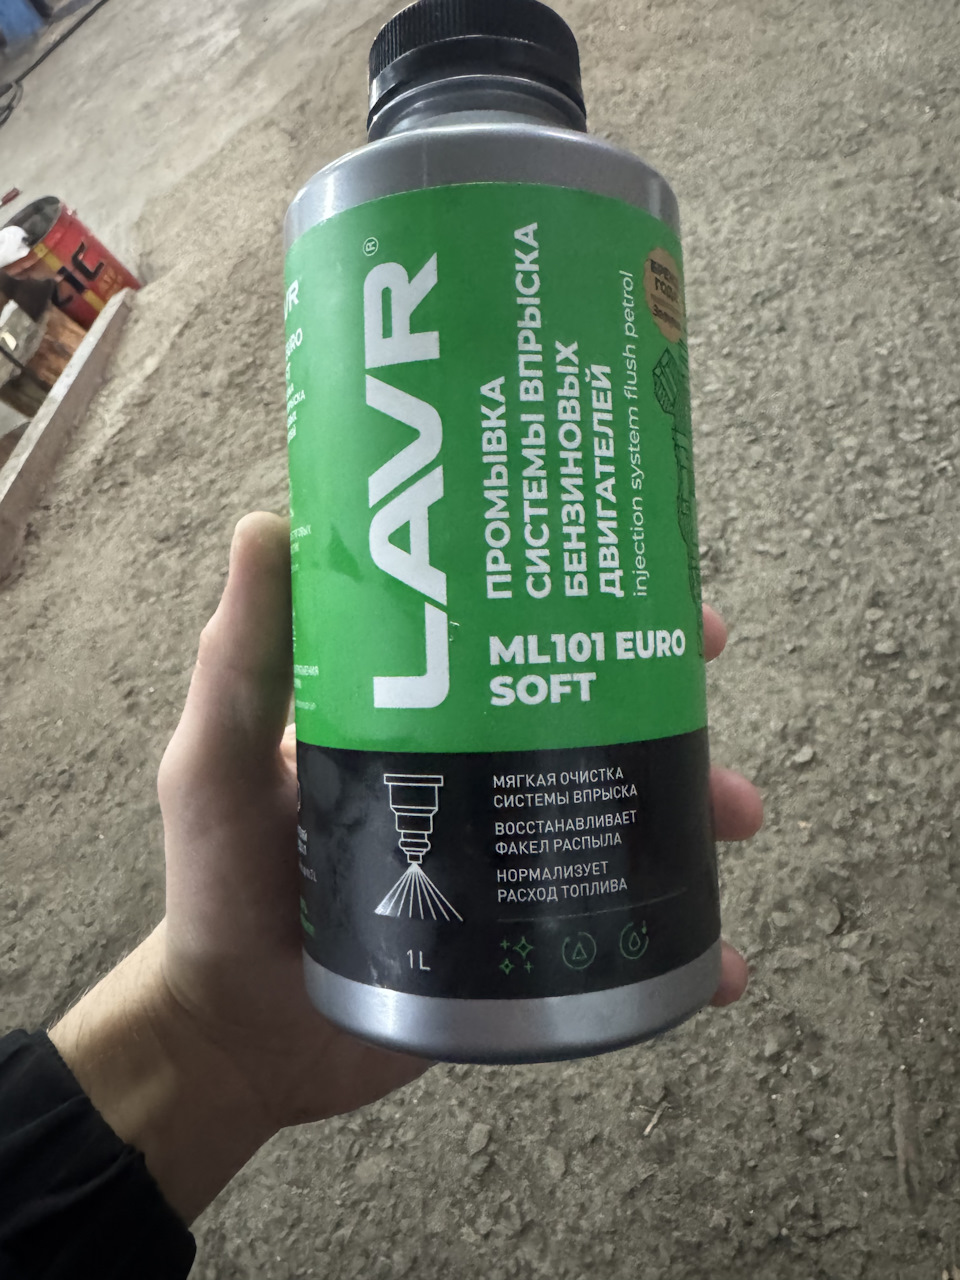 LAVR®
ПРОМЫВКА
СИСТЕМЫ ВПРЫСКА
БЕНЗИНОВЫХ
ДВИГАТЕЛЕЙ
injection system flush petrol
ML101 EURO
SOFT
МЯГКАЯ ОЧИСТКА
СИСТЕМЫ ВПРЫСКА
ВОССТАНАВЛИВАЕТ
ФАКЕЛ РАСПЫЛА
НОРМАЛИЗУЕТ
РАСХОД ТОПЛИВА
1L